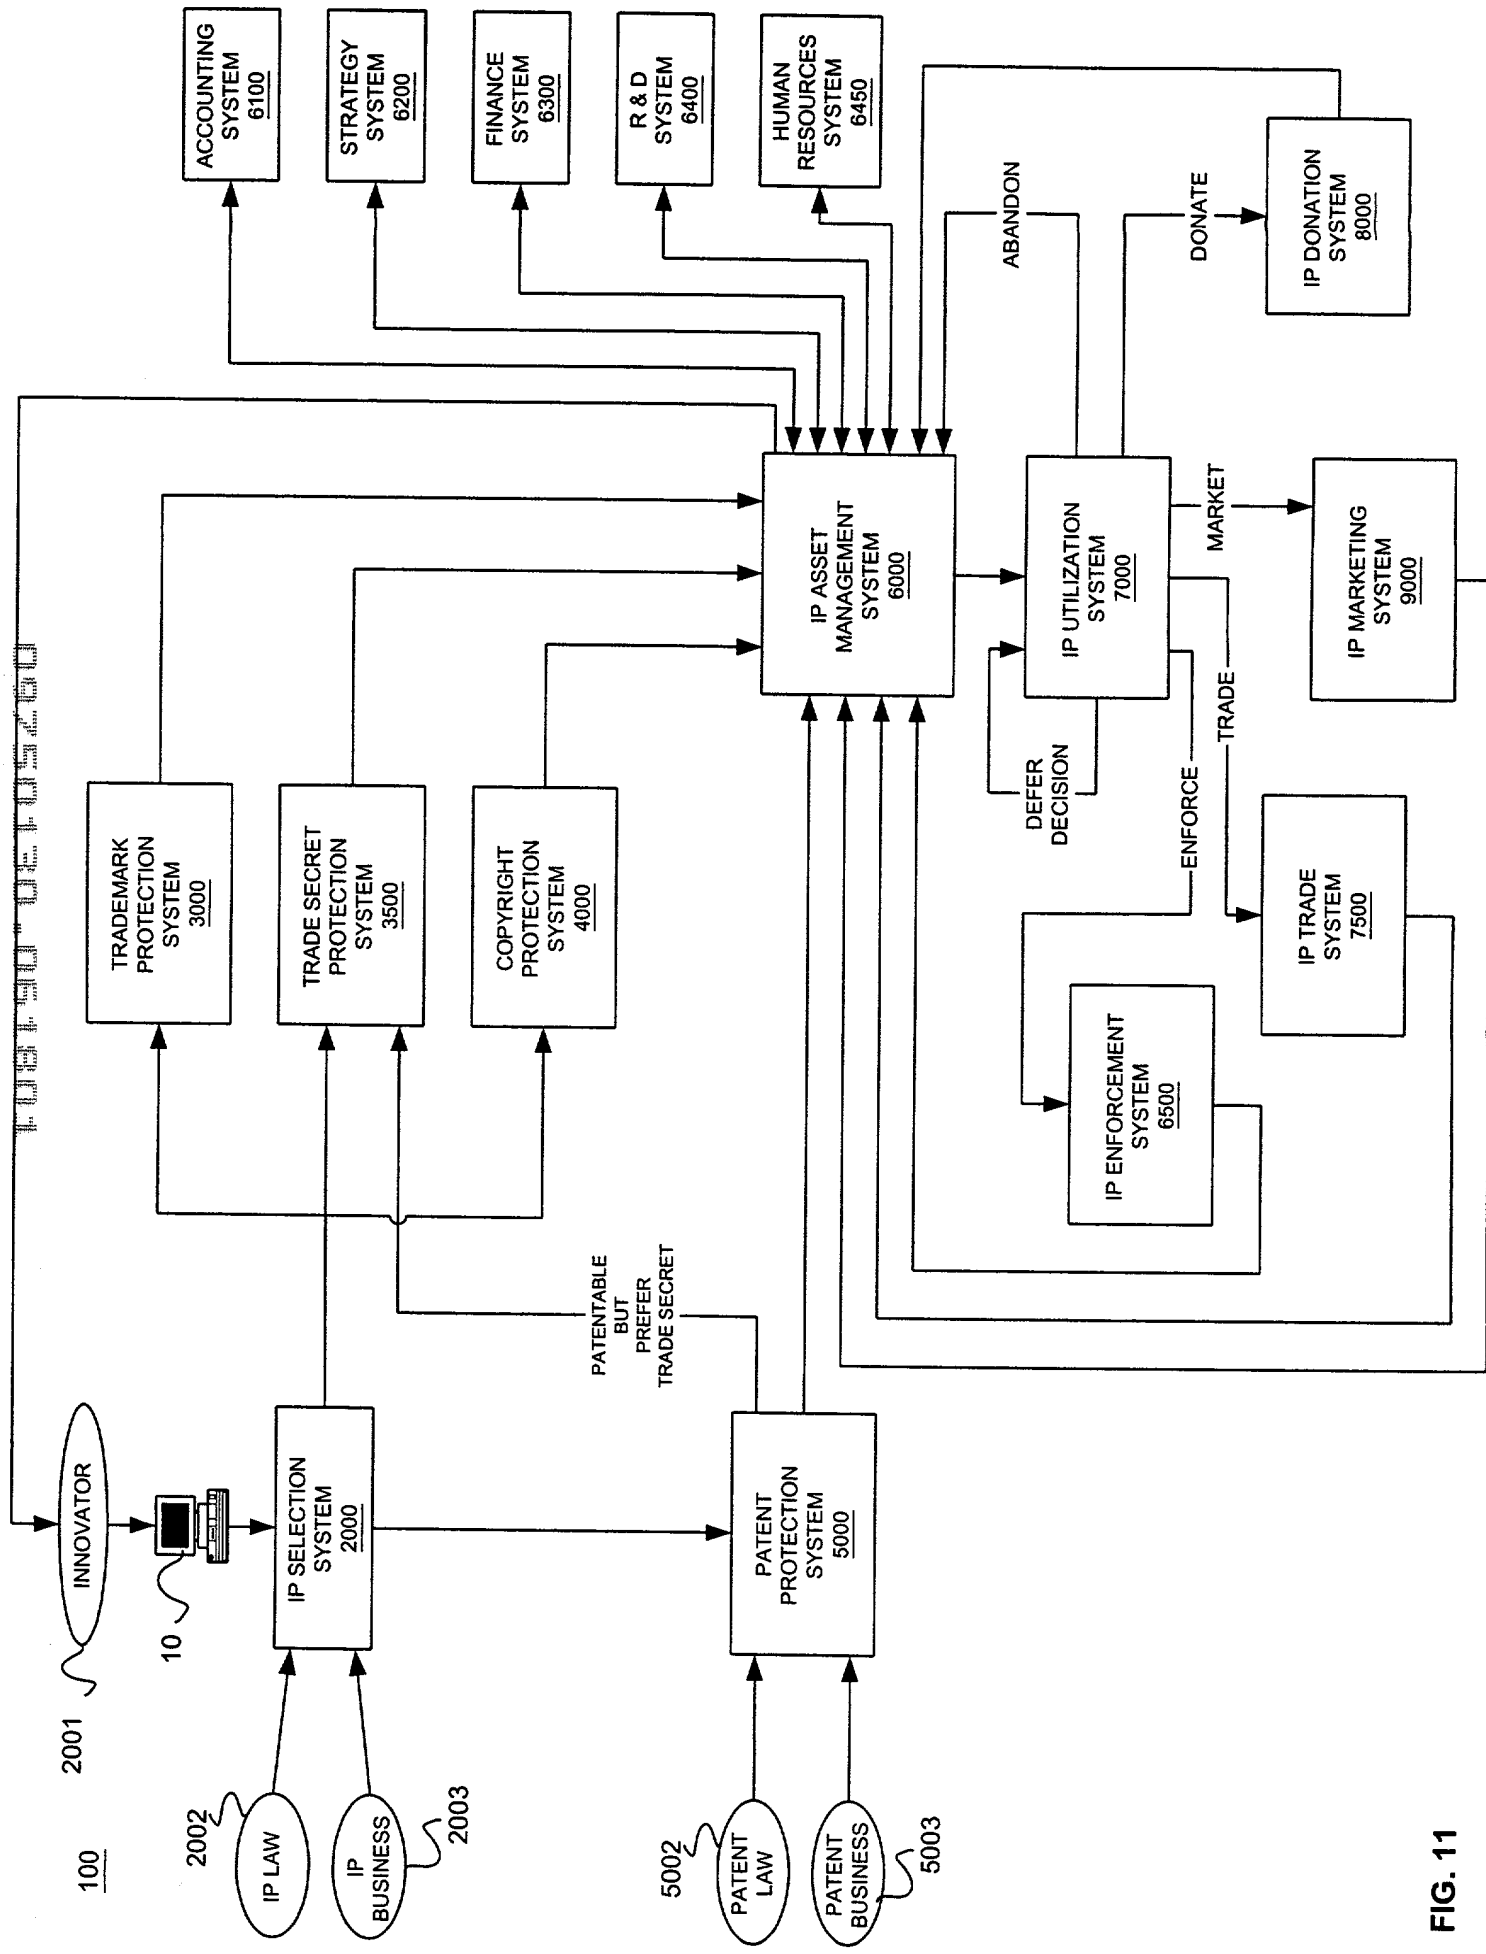 100
2001
INNOVATOR
10
2002
IP LAW
IP
BUSINESS
2003
IP SELECTION
SYSTEM
2000
TRADEMARK
PROTECTION
SYSTEM
3000
TRADE SECRET
PROTECTION
SYSTEM
3500
COPYRIGHT
PROTECTION
SYSTEM
4000
ACCOUNTING
SYSTEM
6100
STRATEGY
SYSTEM
6200
FINANCE
SYSTEM
6300
R & D
SYSTEM
6400
HUMAN
RESOURCES
SYSTEM
6450
PATENTABLE
BUT
PREFER
TRADE SECRET
5002
PATENT
LAW
PATENT
BUSINESS
5003
PATENT
PROTECTION
SYSTEM
5000
IP ASSET
MANAGEMENT
SYSTEM
6000
ABANDON
DONATE
IP UTILIZATION
SYSTEM
7000
DEFER
DECISION
ENFORCE
TRADE
MARKET
IP ENFORCEMENT
SYSTEM
6500
IP TRADE
SYSTEM
7500
IP MARKETING
SYSTEM
9000
IP DONATION
SYSTEM
8000
FIG. 11